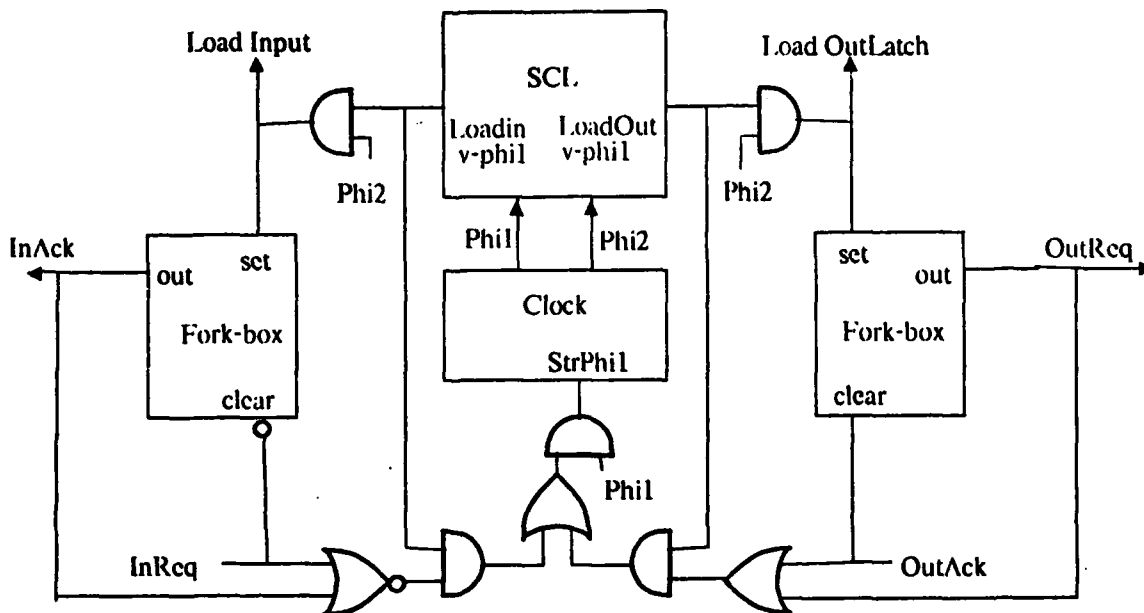 Load Input
Load OutLatch
SCL
Loadin
v-phi1
LoadOut
v-phi1
Phi2
Phi2
Phi1
Phi2
InAck
OutReq
out
set
Fork-box
clear
set
out
Fork-box
clear
Clock
StrPhi1
Phi1
InReq
OutAck